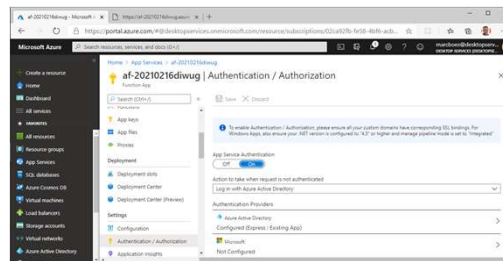 af-20210216diwug - Microsoft
https://af-20210216diwug.azure
https://portal.azure.com/#@desktopservices.onmicrosoft.com/resource/subscriptions/
Microsoft Azure
Search resources, services, and docs (G+/)
DESKTOP SERVICES
Home > App Services > af-20210216diwug
Create a resource
Home
Dashboard
All services
FAVORITES
All resources
Resource groups
App Services
SQL databases
Azure Cosmos DB
Virtual machines
Load balancers
Storage accounts
Virtual networks
Azure Active Directory
af-20210216diwug | Authentication / Authorization
Function App
Search (Ctrl+/)
Functions
App keys
App files
Proxies
Deployment
Deployment slots
Deployment Center
Deployment Center (Preview)
Settings
Configuration
Authentication / Authorization
Application Insights
Save
Discard
To enable Authentication / Authorization, please ensure all your custom domains have corresponding SSL bindings. For
Windows Apps, also ensure your .NET version is configured to "4.5" or higher and manage pipeline mode is set to "Integrated"
App Service Authentication
Off On
Action to take when request is not authenticated
Log in with Azure Active Directory
Authentication Providers
Azure Active Directory
Configured (Express : Existing App)
Microsoft
Not Configured